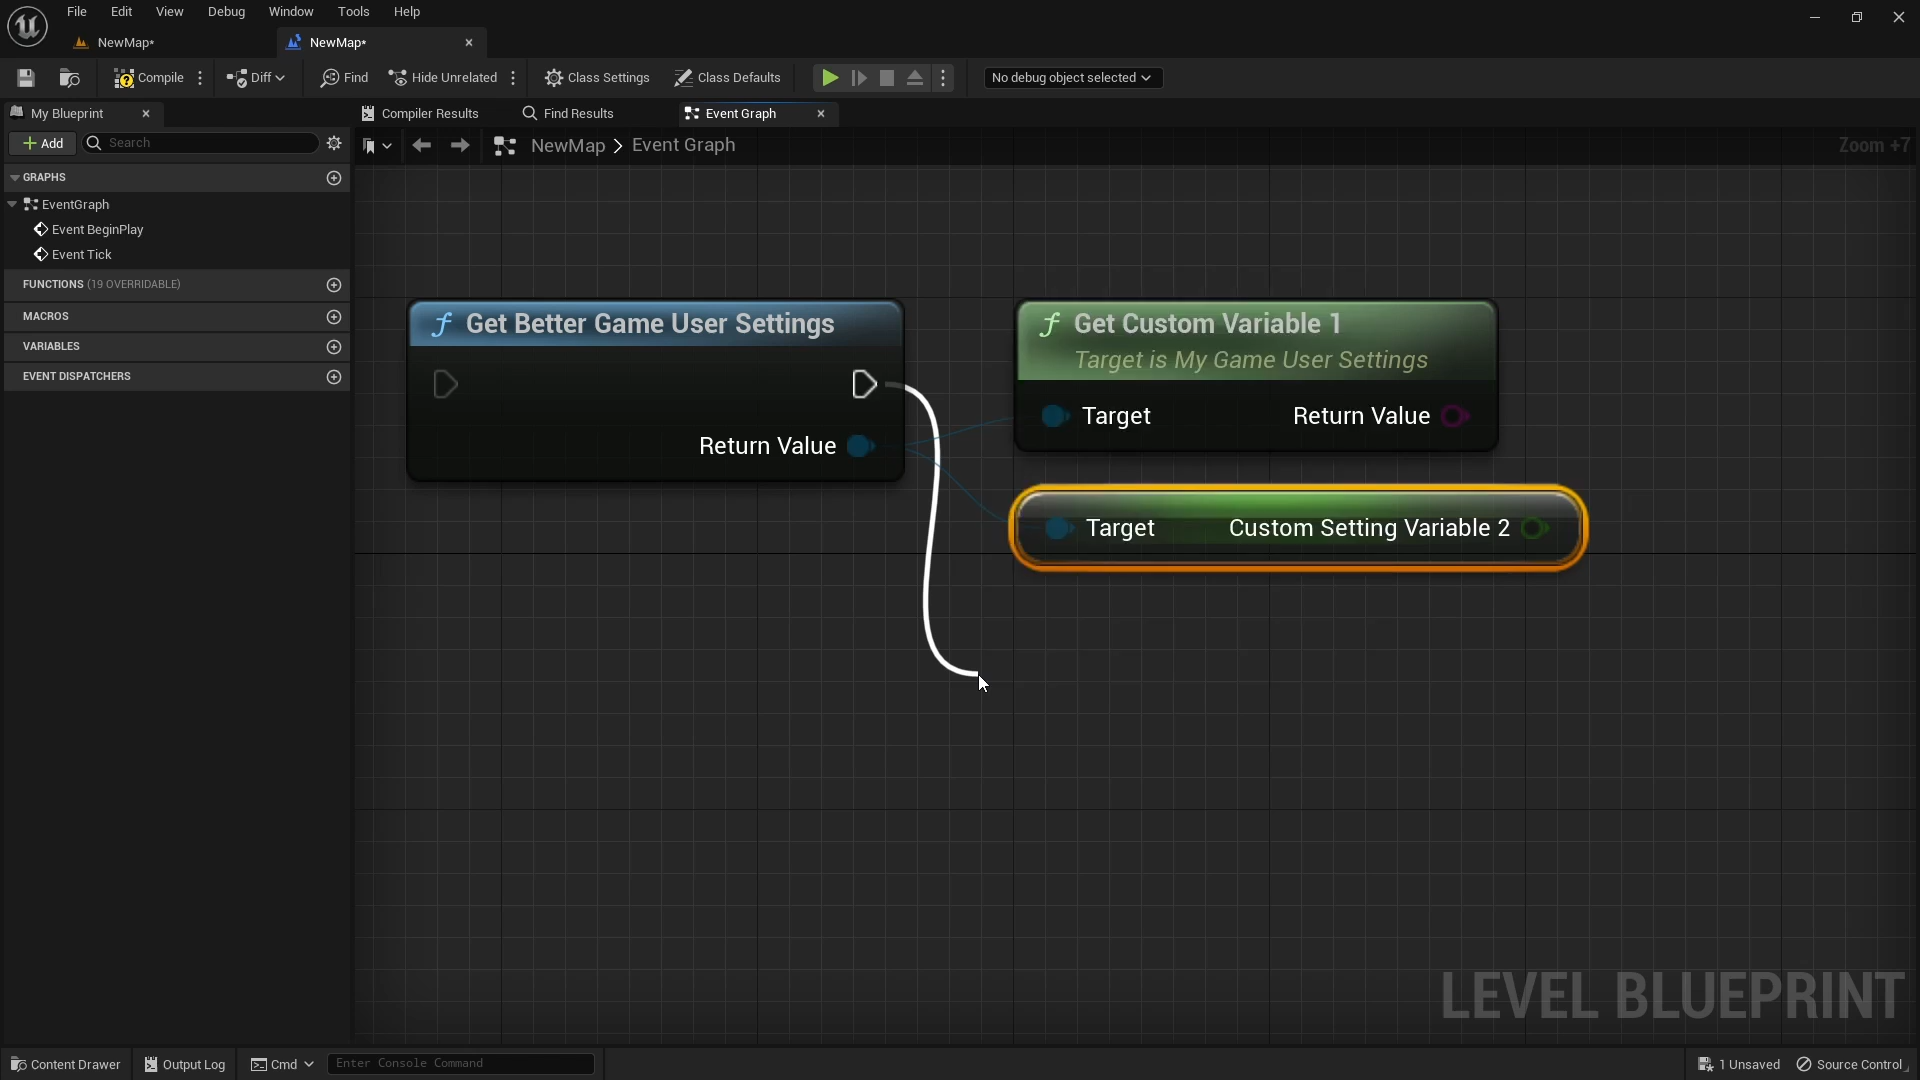 File Edit View Debug Window Tools Help
NewMap* NewMap*
Compile Diff Find Hide Unrelated Class Settings Class Defaults No debug object selected
My Blueprint Compiler Results Find Results Event Graph
Add Search NewMap > Event Graph Zoom +7
GRAPHS
EventGraph
Event BeginPlay
Event Tick
FUNCTIONS (19 OVERRIDABLE)
MACROS
VARIABLES
EVENT DISPATCHERS
f Get Better Game User Settings
Return Value
f Get Custom Variable 1
Target is My Game User Settings
Target Return Value
Target Custom Setting Variable 2
LEVEL BLUEPRINT
Content Drawer Output Log Cmd Enter Console Command 1 Unsaved Source Control